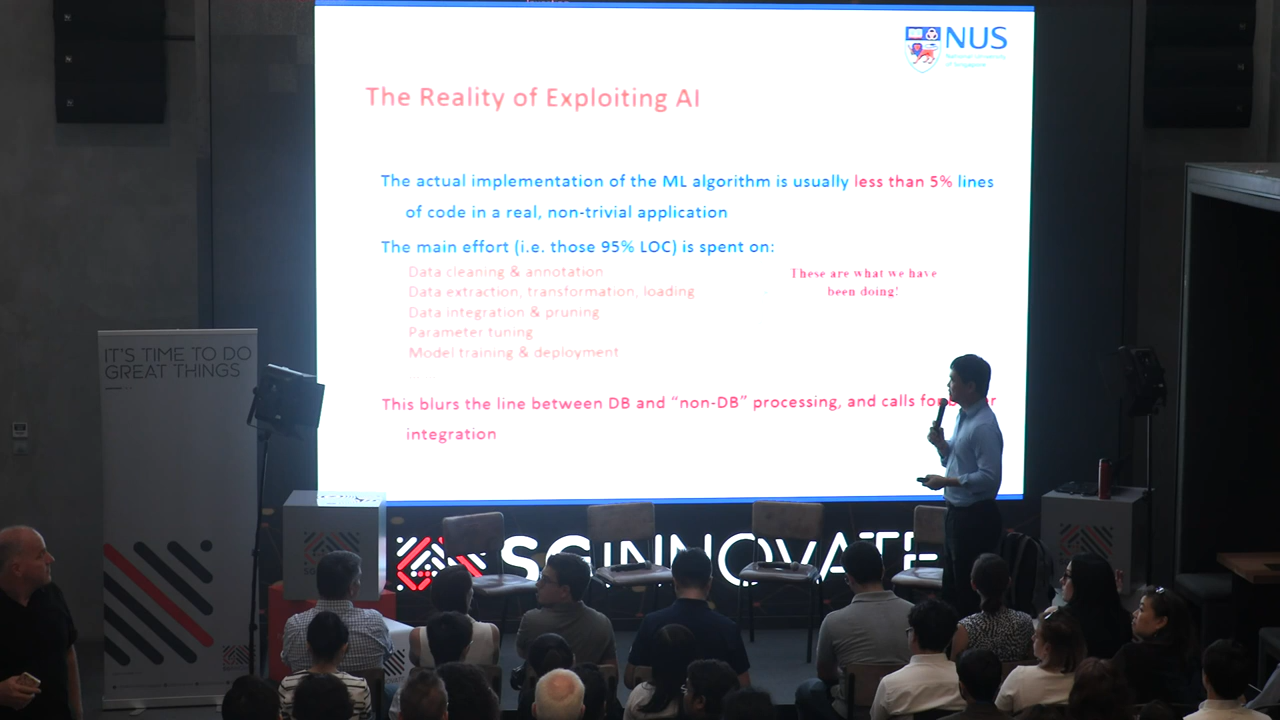 NUS
National University
of Singapore
The Reality of Exploiting AI
The actual implementation of the ML algorithm is usually less than 5% lines
of code in a real, non-trivial application
The main effort (i.e. those 95% LOC) is spent on:
Data cleaning & annotation
Data extraction, transformation, loading
Data integration & pruning
Parameter tuning
Model training & deployment
These are what we have
been doing!
This blurs the line between DB and “non-DB” processing, and calls for
integration
IT'S TIME TO DO
GREAT THINGS
SGINNOVATE